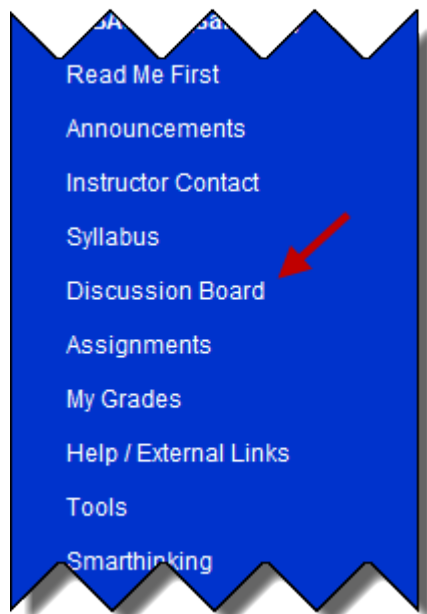 Read Me First
Announcements
Instructor Contact
Syllabus
Discussion Board
Assignments
My Grades
Help / External Links
Tools
Smarthinking